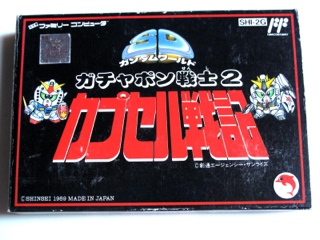 ファミリーコンピュータ
SHI-2G
SD
ガンダムワールド
ガチャポン戦士2
カプセル戦記
©創通エージェンシー・サンライズ
©SHINSEI 1989 MADE IN JAPAN